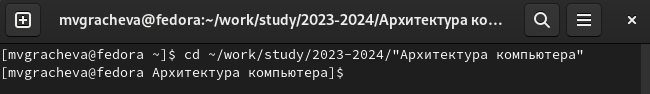 mvgracheva@fedora:~/work/study/2023-2024/Архитектура ко...
[mvgracheva@fedora ~]$ cd ~/work/study/2023-2024/"Архитектура компьютера"
[mvgracheva@fedora Архитектура компьютера]$